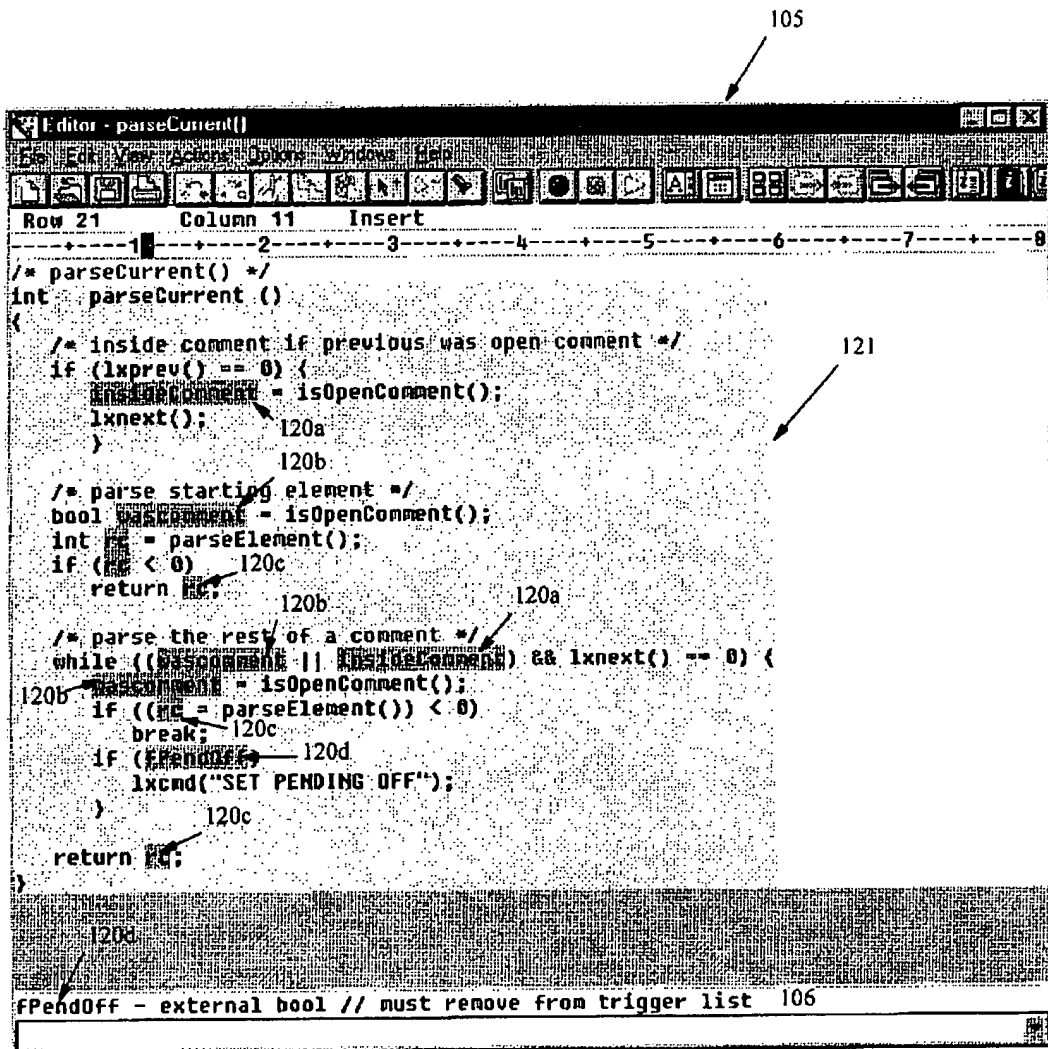 105
Editor - parseCurrent()
File Edit View Actions Options Windows Help
Row 21 Column 11 Insert
----+----1----+----2----+----3----+----4----+----5----+----6----+----7----+----8
/* parseCurrent() */
int parseCurrent ()
{
/* inside comment if previous was open comment */
121
if (lxprev() == 0) {
insideComment = isOpenComment();
lxnext();
120a
}
120b
/* parse starting element */
bool wascomment = isOpenComment();
int rc = parseElement();
if (rc < 0)
120c
return rc;
120b
120a
/* parse the rest of a comment */
while ((wascomment || insideComment) && lxnext() == 0) {
120b
wascomment = isOpenComment();
if ((rc = parseElement()) < 0)
break;
120c
if (fPendOff)
120d
lxcmd("SET PENDING OFF");
}
120c
return rc;
}
120d
fPendOff - external bool // must remove from trigger list
106